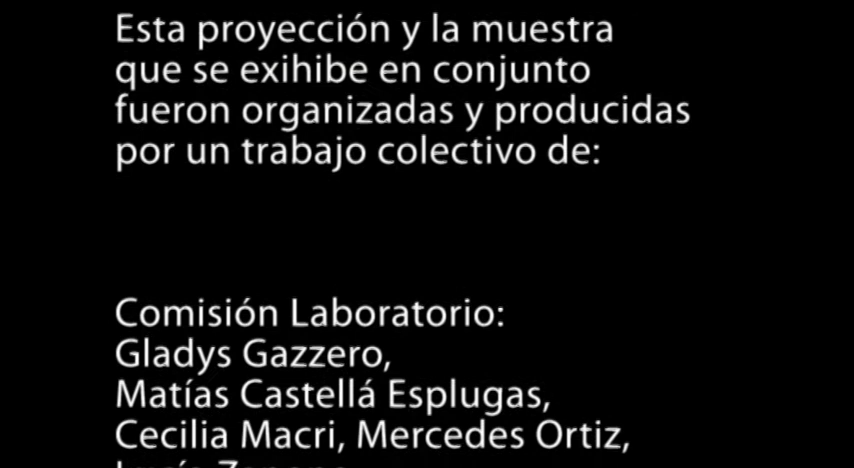 Esta proyección y la muestra
que se exihibe en conjunto
fueron organizadas y producidas
por un trabajo colectivo de:
Comisión Laboratorio:
Gladys Gazzero,
Matías Castellá Esplugas,
Cecilia Macri, Mercedes Ortiz,